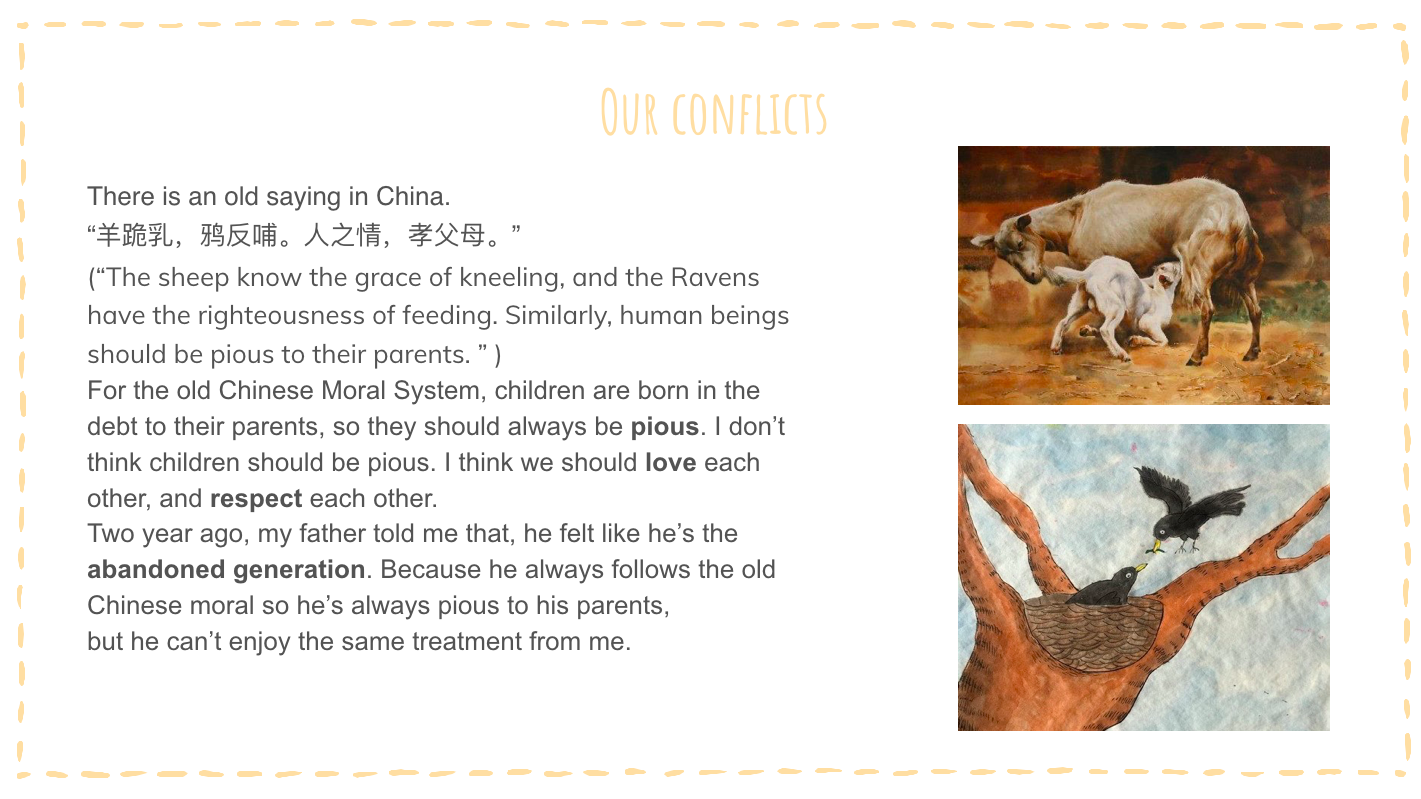 Our conflicts
There is an old saying in China.
“羊跪乳，鸦反哺。人之情，孝父母。”
(“The sheep know the grace of kneeling, and the Ravens
have the righteousness of feeding. Similarly, human beings
should be pious to their parents. ” )
For the old Chinese Moral System, children are born in the
debt to their parents, so they should always be pious. I don’t
think children should be pious. I think we should love each
other, and respect each other.
Two year ago, my father told me that, he felt like he’s the
abandoned generation. Because he always follows the old
Chinese moral so he’s always pious to his parents,
but he can’t enjoy the same treatment from me.